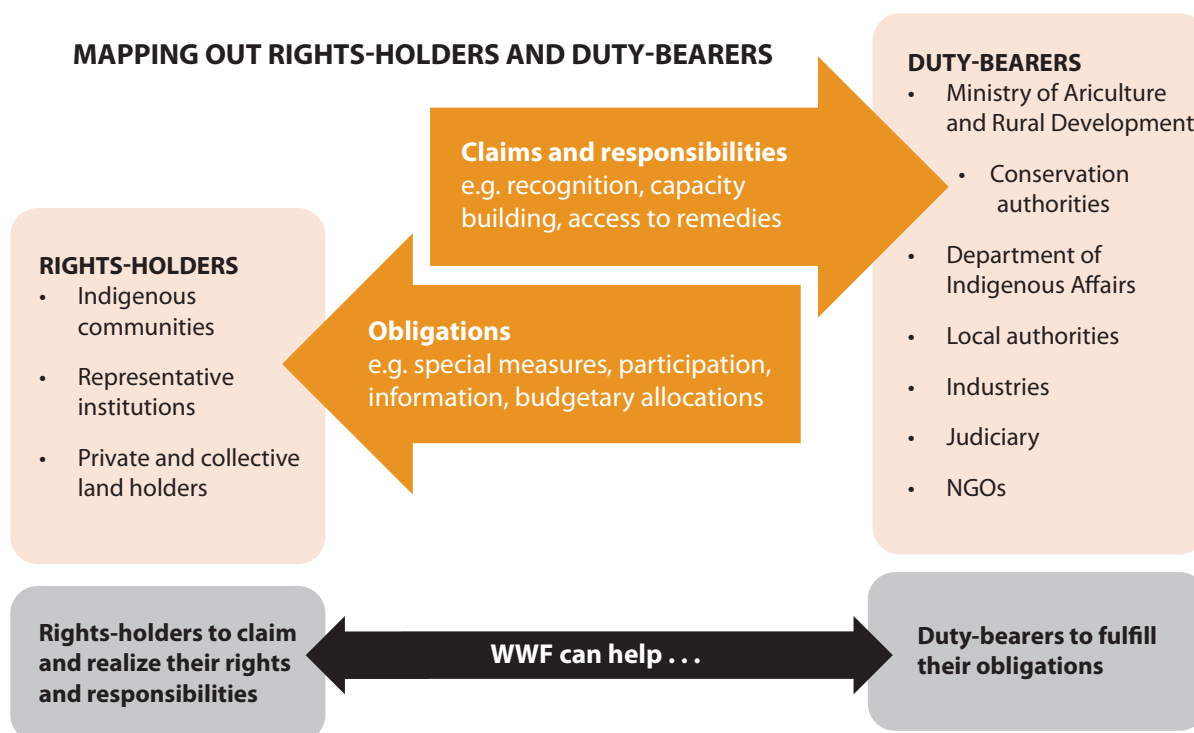 MAPPING OUT RIGHTS-HOLDERS AND DUTY-BEARERS
Claims and responsibilities
e.g. recognition, capacity
building, access to remedies
RIGHTS-HOLDERS
• Indigenous
communities
• Representative
institutions
• Private and collective
land holders
Obligations
e.g. special measures, participation,
information, budgetary allocations
DUTY-BEARERS
• Ministry of Ariculture
and Rural Development
• Conservation
authorities
• Department of
Indigenous Affairs
• Local authorities
• Industries
• Judiciary
• NGOs
Rights-holders to claim
and realize their rights
and responsibilities
WWF can help . . .
Duty-bearers to fulfill
their obligations